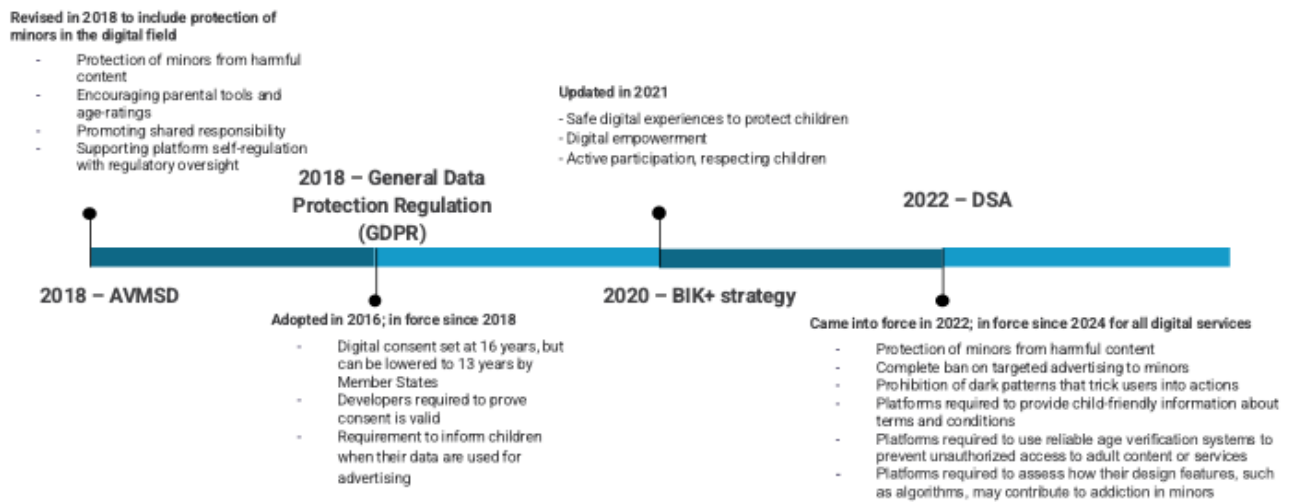 Revised in 2018 to include protection of
minors in the digital field
- Protection of minors from harmful
content
- Encouraging parental tools and
age-ratings
- Promoting shared responsibility
- Supporting platform self-regulation
with regulatory oversight
2018 – AVMSD
2018 – General Data
Protection Regulation
(GDPR)
Adopted in 2016; in force since 2018
- Digital consent set at 16 years, but
can be lowered to 13 years by
Member States
- Developers required to prove
consent is valid
- Requirement to inform children
when their data are used for
advertising
Updated in 2021
- Safe digital experiences to protect children
- Digital empowerment
- Active participation, respecting children
2020 – BIK+ strategy
2022 – DSA
Came into force in 2022; in force since 2024 for all digital services
- Protection of minors from harmful content
- Complete ban on targeted advertising to minors
- Prohibition of dark patterns that trick users into actions
- Platforms required to provide child-friendly information about
terms and conditions
- Platforms required to use reliable age verification systems to
prevent unauthorized access to adult content or services
- Platforms required to assess how their design features, such
as algorithms, may contribute to addiction in minors